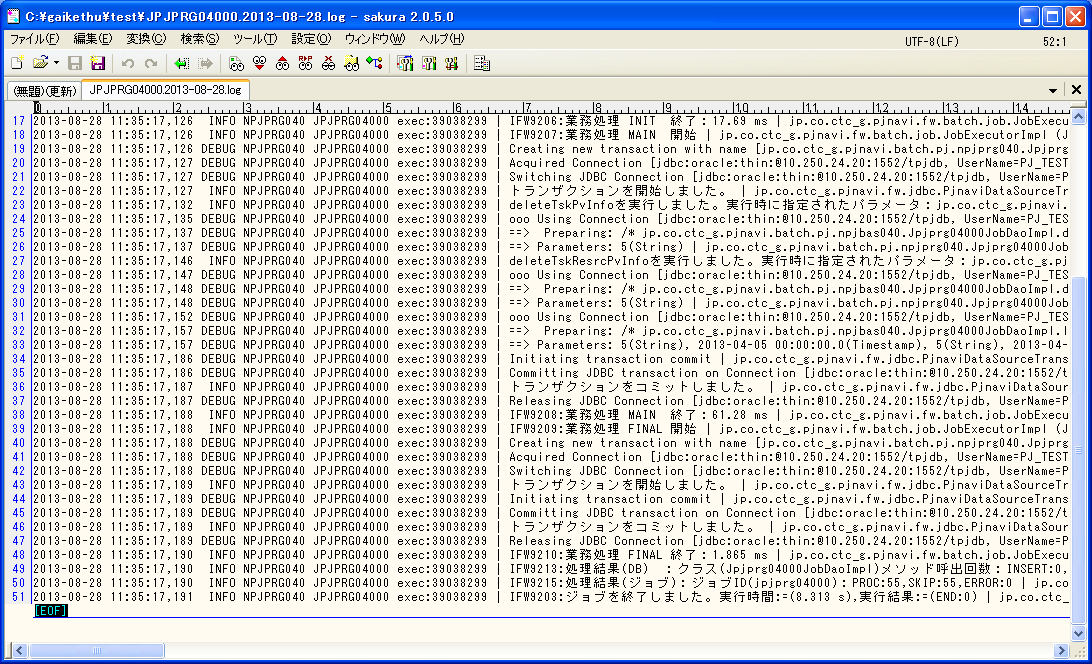 C:¥gaikethu¥test¥JPJPRG04000.2013-08-28.log - sakura 2.0.5.0
ファイル(F) 編集(E) 変換(C) 検索(S) ツール(T) 設定(O) ウィンドウ(W) ヘルプ(H) UTF-8(LF) 52:1
(無題)(更新) JPJPRG04000.2013-08-28.log
0 1 2 3 4 5 6 7 8 9 10 11 12 13 14
17 2013-08-28 11:35:17,126 INFO NPJPRG040 JPJPRG04000 exec:39038299 | IFW9206:業務処理 INIT 終了:17.69 ms | jp.co.ctc_g.pjnavi.fw.batch.job.JobExecu
18 2013-08-28 11:35:17,126 INFO NPJPRG040 JPJPRG04000 exec:39038299 | IFW9207:業務処理 MAIN 開始 | jp.co.ctc_g.pjnavi.fw.batch.job.JobExecutorImpl (J
19 2013-08-28 11:35:17,126 DEBUG NPJPRG040 JPJPRG04000 exec:39038299 | Creating new transaction with name [jp.co.ctc_g.pjnavi.batch.pj.npjprg040.Jpjprg
20 2013-08-28 11:35:17,127 DEBUG NPJPRG040 JPJPRG04000 exec:39038299 | Acquired Connection [jdbc:oracle:thin:@10.250.24.20:1552/tpjdb, UserName=PJ_TEST
21 2013-08-28 11:35:17,127 DEBUG NPJPRG040 JPJPRG04000 exec:39038299 | Switching JDBC Connection [jdbc:oracle:thin:@10.250.24.20:1552/tpjdb, UserName=P
22 2013-08-28 11:35:17,127 INFO NPJPRG040 JPJPRG04000 exec:39038299 | トランザクションを開始しました。 | jp.co.ctc_g.pjnavi.fw.jdbc.PjnaviDataSourceTr
23 2013-08-28 11:35:17,132 INFO NPJPRG040 JPJPRG04000 exec:39038299 | deleteTskPvInfoを実行しました。実行時に指定されたパラメータ:jp.co.ctc_g.pjnavi.
24 2013-08-28 11:35:17,135 DEBUG NPJPRG040 JPJPRG04000 exec:39038299 | ooo Using Connection [jdbc:oracle:thin:@10.250.24.20:1552/tpjdb, UserName=PJ_TES
25 2013-08-28 11:35:17,137 DEBUG NPJPRG040 JPJPRG04000 exec:39038299 | ==> Preparing: /* jp.co.ctc_g.pjnavi.batch.pj.npjbas040.Jpjprg04000JobDaoImpl.d
26 2013-08-28 11:35:17,137 DEBUG NPJPRG040 JPJPRG04000 exec:39038299 | ==> Parameters: 5(String) | jp.co.ctc_g.pjnavi.batch.pj.npjprg040.Jpjprg04000Job
27 2013-08-28 11:35:17,146 INFO NPJPRG040 JPJPRG04000 exec:39038299 | deleteTskResrcPvInfoを実行しました。実行時に指定されたパラメータ:jp.co.ctc_g.pj
28 2013-08-28 11:35:17,147 DEBUG NPJPRG040 JPJPRG04000 exec:39038299 | ooo Using Connection [jdbc:oracle:thin:@10.250.24.20:1552/tpjdb, UserName=PJ_TES
29 2013-08-28 11:35:17,148 DEBUG NPJPRG040 JPJPRG04000 exec:39038299 | ==> Preparing: /* jp.co.ctc_g.pjnavi.batch.pj.npjbas040.Jpjprg04000JobDaoImpl.d
30 2013-08-28 11:35:17,148 DEBUG NPJPRG040 JPJPRG04000 exec:39038299 | ==> Parameters: 5(String) | jp.co.ctc_g.pjnavi.batch.pj.npjprg040.Jpjprg04000Job
31 2013-08-28 11:35:17,152 DEBUG NPJPRG040 JPJPRG04000 exec:39038299 | ooo Using Connection [jdbc:oracle:thin:@10.250.24.20:1552/tpjdb, UserName=PJ_TES
32 2013-08-28 11:35:17,157 DEBUG NPJPRG040 JPJPRG04000 exec:39038299 | ==> Preparing: /* jp.co.ctc_g.pjnavi.batch.pj.npjbas040.Jpjprg04000JobDaoImpl.i
33 2013-08-28 11:35:17,157 DEBUG NPJPRG040 JPJPRG04000 exec:39038299 | ==> Parameters: 5(String), 2013-04-05 00:00:00.0(Timestamp), 5(String), 2013-04-
34 2013-08-28 11:35:17,186 DEBUG NPJPRG040 JPJPRG04000 exec:39038299 | Initiating transaction commit | jp.co.ctc_g.pjnavi.fw.jdbc.PjnaviDataSourceTrans
35 2013-08-28 11:35:17,186 DEBUG NPJPRG040 JPJPRG04000 exec:39038299 | Committing JDBC transaction on Connection [jdbc:oracle:thin:@10.250.24.20:1552/t
36 2013-08-28 11:35:17,187 INFO NPJPRG040 JPJPRG04000 exec:39038299 | トランザクションをコミットしました。 | jp.co.ctc_g.pjnavi.fw.jdbc.PjnaviDataSour
37 2013-08-28 11:35:17,187 DEBUG NPJPRG040 JPJPRG04000 exec:39038299 | Releasing JDBC Connection [jdbc:oracle:thin:@10.250.24.20:1552/tpjdb, UserName=P
38 2013-08-28 11:35:17,188 INFO NPJPRG040 JPJPRG04000 exec:39038299 | IFW9208:業務処理 MAIN 終了:61.28 ms | jp.co.ctc_g.pjnavi.fw.batch.job.JobExecu
39 2013-08-28 11:35:17,188 INFO NPJPRG040 JPJPRG04000 exec:39038299 | IFW9209:業務処理 FINAL 開始 | jp.co.ctc_g.pjnavi.fw.batch.job.JobExecutorImpl (J
40 2013-08-28 11:35:17,188 DEBUG NPJPRG040 JPJPRG04000 exec:39038299 | Creating new transaction with name [jp.co.ctc_g.pjnavi.batch.pj.npjprg040.Jpjprg
41 2013-08-28 11:35:17,188 DEBUG NPJPRG040 JPJPRG04000 exec:39038299 | Acquired Connection [jdbc:oracle:thin:@10.250.24.20:1552/tpjdb, UserName=PJ_TEST
42 2013-08-28 11:35:17,189 DEBUG NPJPRG040 JPJPRG04000 exec:39038299 | Switching JDBC Connection [jdbc:oracle:thin:@10.250.24.20:1552/tpjdb, UserName=P
43 2013-08-28 11:35:17,189 INFO NPJPRG040 JPJPRG04000 exec:39038299 | トランザクションを開始しました。 | jp.co.ctc_g.pjnavi.fw.jdbc.PjnaviDataSourceTr
44 2013-08-28 11:35:17,189 DEBUG NPJPRG040 JPJPRG04000 exec:39038299 | Initiating transaction commit | jp.co.ctc_g.pjnavi.fw.jdbc.PjnaviDataSourceTrans
45 2013-08-28 11:35:17,189 DEBUG NPJPRG040 JPJPRG04000 exec:39038299 | Committing JDBC transaction on Connection [jdbc:oracle:thin:@10.250.24.20:1552/t
46 2013-08-28 11:35:17,189 INFO NPJPRG040 JPJPRG04000 exec:39038299 | トランザクションをコミットしました。 | jp.co.ctc_g.pjnavi.fw.jdbc.PjnaviDataSour
47 2013-08-28 11:35:17,189 DEBUG NPJPRG040 JPJPRG04000 exec:39038299 | Releasing JDBC Connection [jdbc:oracle:thin:@10.250.24.20:1552/tpjdb, UserName=P
48 2013-08-28 11:35:17,190 INFO NPJPRG040 JPJPRG04000 exec:39038299 | IFW9210:業務処理 FINAL 終了:1.865 ms | jp.co.ctc_g.pjnavi.fw.batch.job.JobExecu
49 2013-08-28 11:35:17,190 INFO NPJPRG040 JPJPRG04000 exec:39038299 | IFW9213:処理結果(DB) :クラス(Jpjprg04000JobDaoImpl)メソッド呼出回数:INSERT:0,
50 2013-08-28 11:35:17,190 INFO NPJPRG040 JPJPRG04000 exec:39038299 | IFW9215:処理結果(ジョブ):ジョブID(jpjprg04000):PROC:55,SKIP:55,ERROR:0 | jp.co
51 2013-08-28 11:35:17,191 INFO NPJPRG040 JPJPRG04000 exec:39038299 | IFW9203:ジョブを終了しました。実行時間:=(8.313 s),実行結果:=(END:0) | jp.co.ctc_
[EOF]